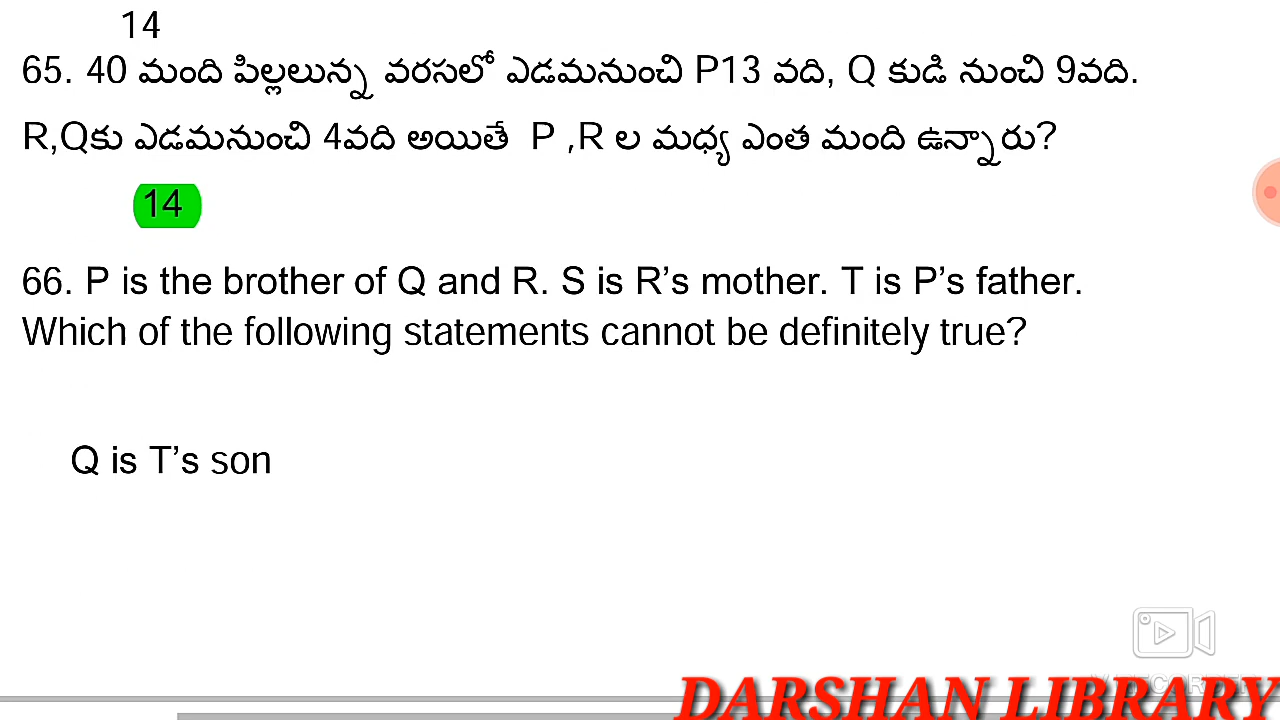 14
65. 40 మంది పిల్లలున్న వరసలో ఎడమనుంచి P13 వది, Q కుడి నుంచి 9వది.
R,Qకు ఎడమనుంచి 4వది అయితే P ,R ల మధ్య ఎంత మంది ఉన్నారు?
14
66. P is the brother of Q and R. S is R’s mother. T is P’s father.
Which of the following statements cannot be definitely true?
Q is T’s son
DARSHAN LIBRARY